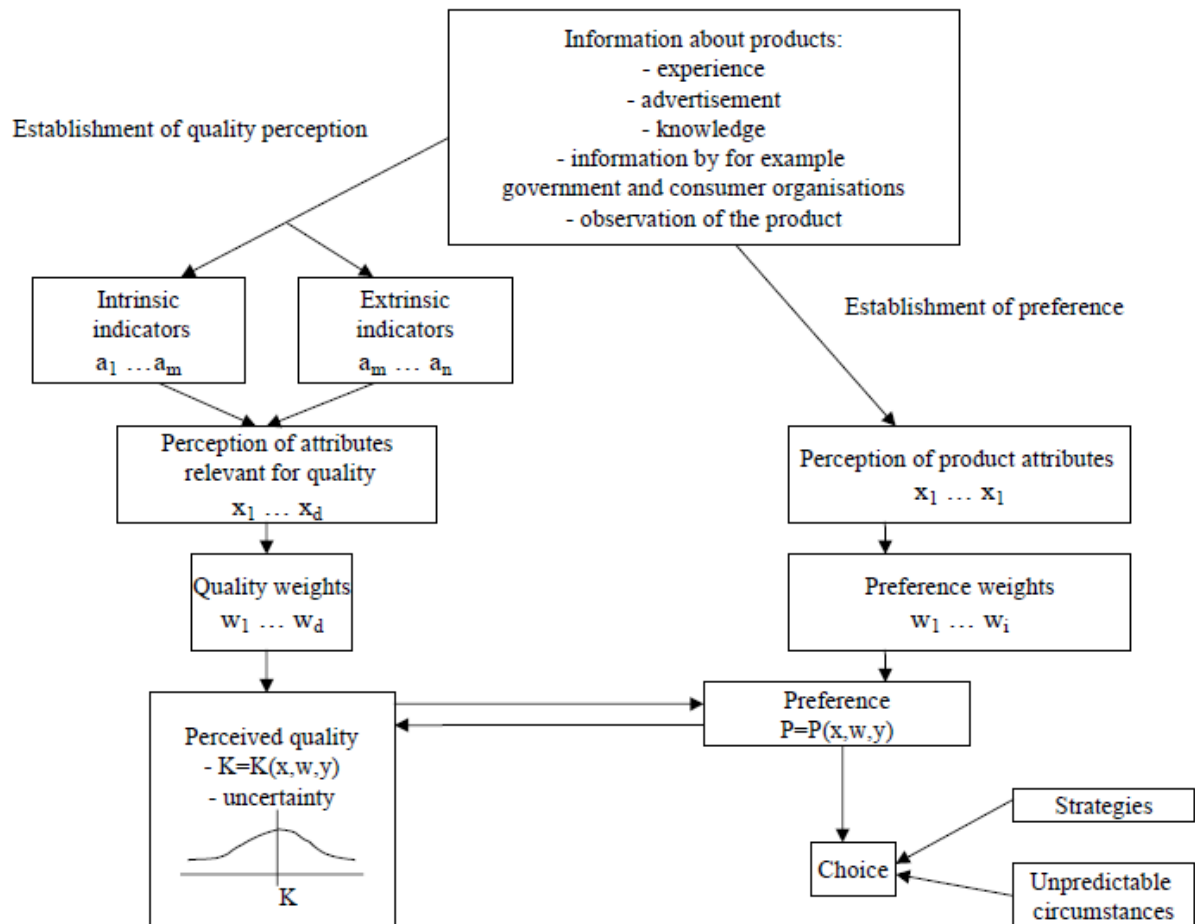 Information about products:
- experience
- advertisement
- knowledge
- information by for example
government and consumer organisations
- observation of the product
Establishment of quality perception
Intrinsic
indicators
a₁ …aₘ
Extrinsic
indicators
aₘ … aₙ
Establishment of preference
Perception of attributes
relevant for quality
x₁ … x_d
Perception of product attributes
x₁ … x₁
Quality weights
w₁ … w_d
Preference weights
w₁ … wᵢ
Perceived quality
- K=K(x,w,y)
- uncertainty
K
Preference
P=P(x,w,y)
Strategies
Choice
Unpredictable
circumstances